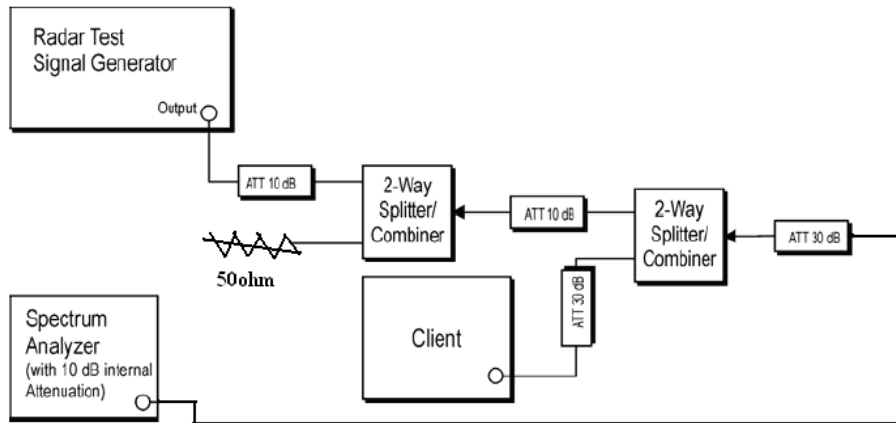 Radar Test
Signal Generator
Output
ATT 10 dB
2-Way
Splitter/
Combiner
ATT 10 dB
2-Way
Splitter/
Combiner
ATT 30 dB
50ohm
ATT 30 dB
Client
Spectrum
Analyzer
(with 10 dB internal
Attenuation)